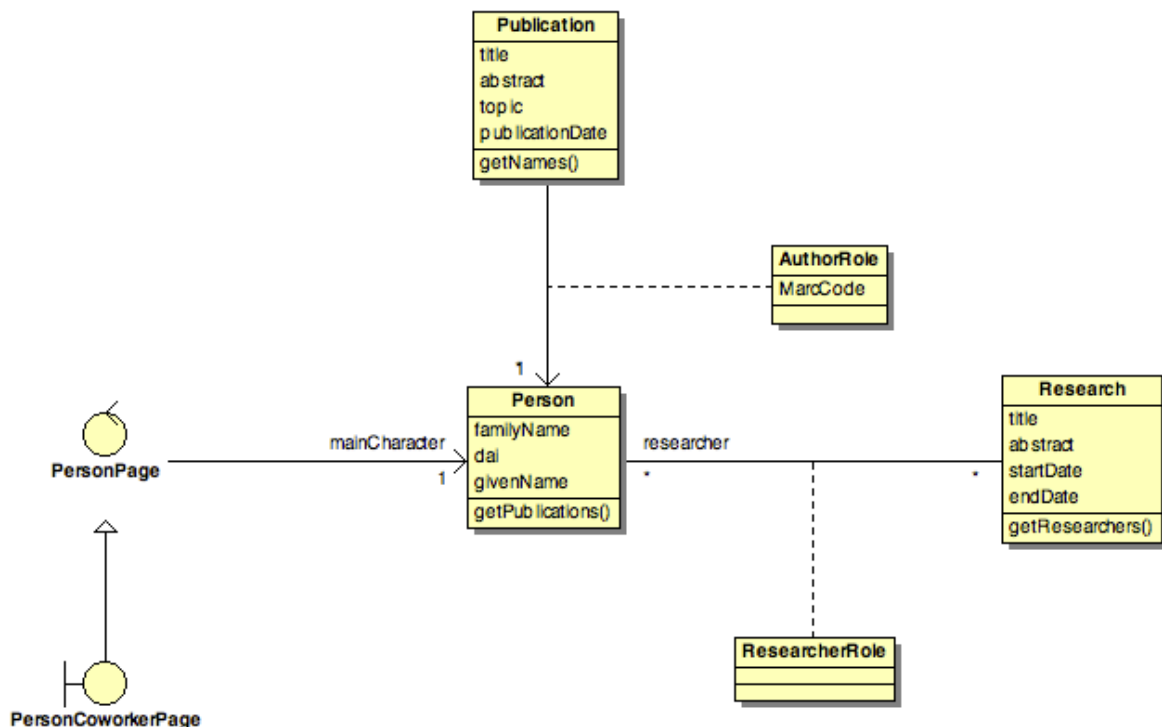 Publication
title
abstract
topic
publicationDate
getNames()
AuthorRole
MarcCode
*
Person
familyName
dai
givenName
getPublications()
Research
title
abstract
startDate
endDate
getResearchers()
mainCharacter
1
researcher
*
*
PersonPage
ResearcherRole
PersonCoworkerPage